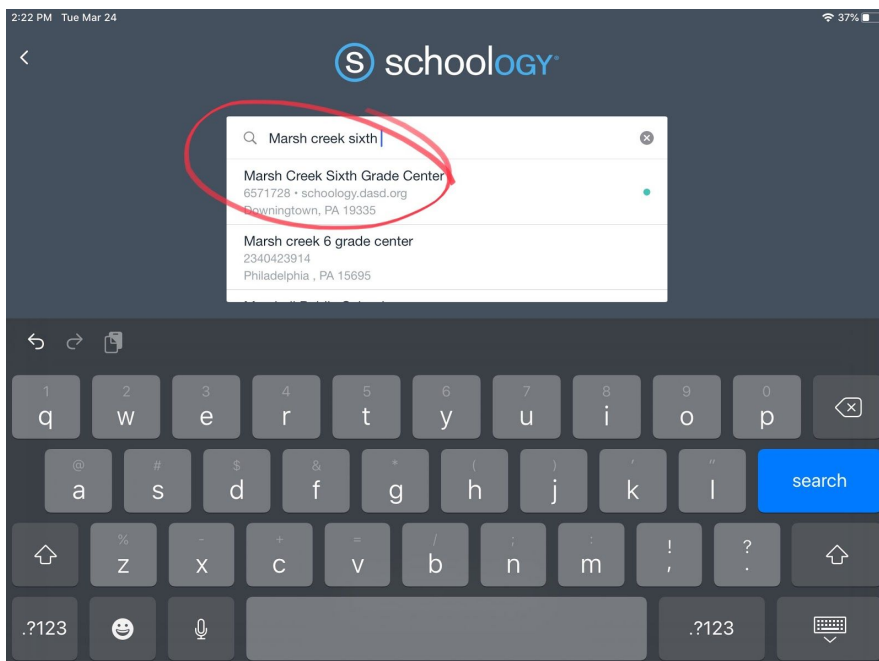 2:22 PM Tue Mar 24 37%
S schoology
Marsh creek sixth
Marsh Creek Sixth Grade Center
6571728 • schoology.dasd.org
Downingtown, PA 19335
Marsh creek 6 grade center
2340423914
Philadelphia , PA 15695
1 2 3 4 5 6 7 8 9 0
q w e r t y u i o p
@ # $ & * ( ) ' "
a s d f g h j k l search
% - + = / ; : ! ?
z x c v b n m , .
.?123 .?123